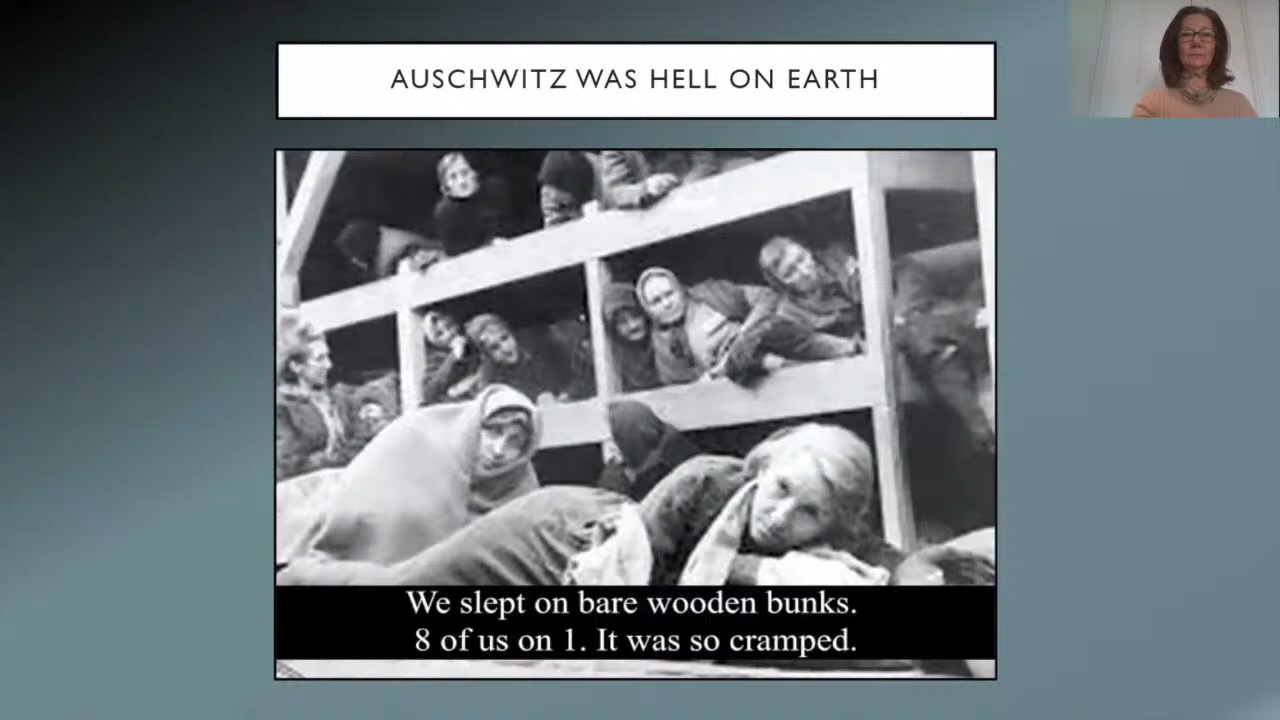 AUSCHWITZ WAS HELL ON EARTH
We slept on bare wooden bunks.
8 of us on 1. It was so cramped.